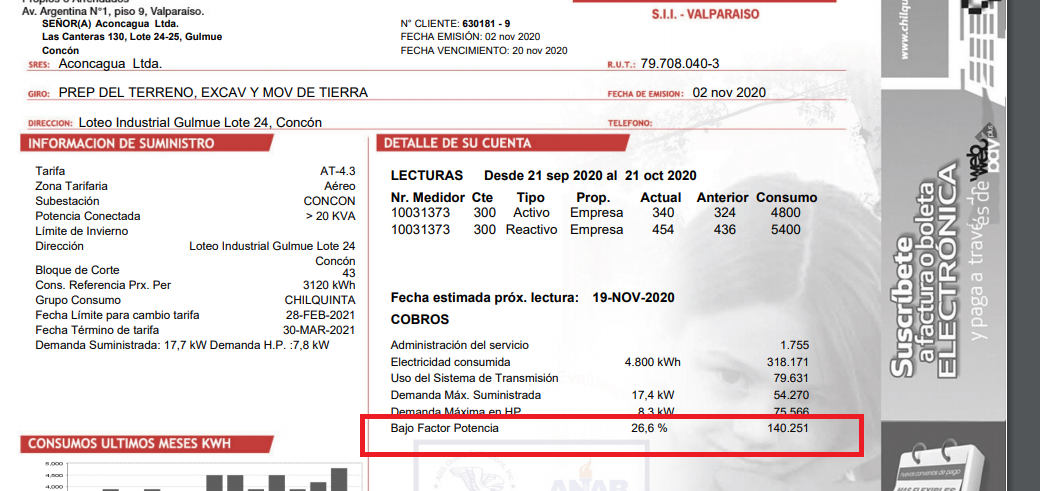 Av. Argentina N°1, piso 9, Valparaíso.
S.I.I. - VALPARAISO
SEÑOR(A) Aconcagua Ltda.
Las Canteras 130, Lote 24-25, Gulmue
Concón
N° CLIENTE: 630181 - 9
FECHA EMISIÓN: 02 nov 2020
FECHA VENCIMIENTO: 20 nov 2020
SRES: Aconcagua Ltda.
R.U.T.: 79.708.040-3
GIRO: PREP DEL TERRENO, EXCAV Y MOV DE TIERRA
FECHA DE EMISION: 02 nov 2020
DIRECCION: Loteo Industrial Gulmue Lote 24, Concón
TELEFONO:
INFORMACION DE SUMINISTRO
Tarifa AT-4.3
Zona Tarifaria Aéreo
Subestación CONCON
Potencia Conectada > 20 KVA
Límite de Invierno
Dirección Loteo Industrial Gulmue Lote 24
Concón
Bloque de Corte 43
Cons. Referencia Prx. Per 3120 kWh
Grupo Consumo CHILQUINTA
Fecha Límite para cambio tarifa 28-FEB-2021
Fecha Término de tarifa 30-MAR-2021
Demanda Suministrada: 17,7 kW Demanda H.P. :7,8 kW
CONSUMOS ULTIMOS MESES KWH
5,000
4,500
4,000
DETALLE DE SU CUENTA
LECTURAS Desde 21 sep 2020 al 21 oct 2020
Nr. Medidor Cte Tipo Prop. Actual Anterior Consumo
10031373 300 Activo Empresa 340 324 4800
10031373 300 Reactivo Empresa 454 436 5400
Fecha estimada próx. lectura: 19-NOV-2020
COBROS
Administración del servicio 1.755
Electricidad consumida 4.800 kWh 318.171
Uso del Sistema de Transmisión 79.631
Demanda Máx. Suministrada 17,4 kW 54.270
Demanda Máxima en HP 8,3 kW 75.566
Bajo Factor Potencia 26,6 % 140.251
www.chilqu
Suscríbete
a factura o boleta
ELECTRÓNICA
y paga a través de
web
pay
plus